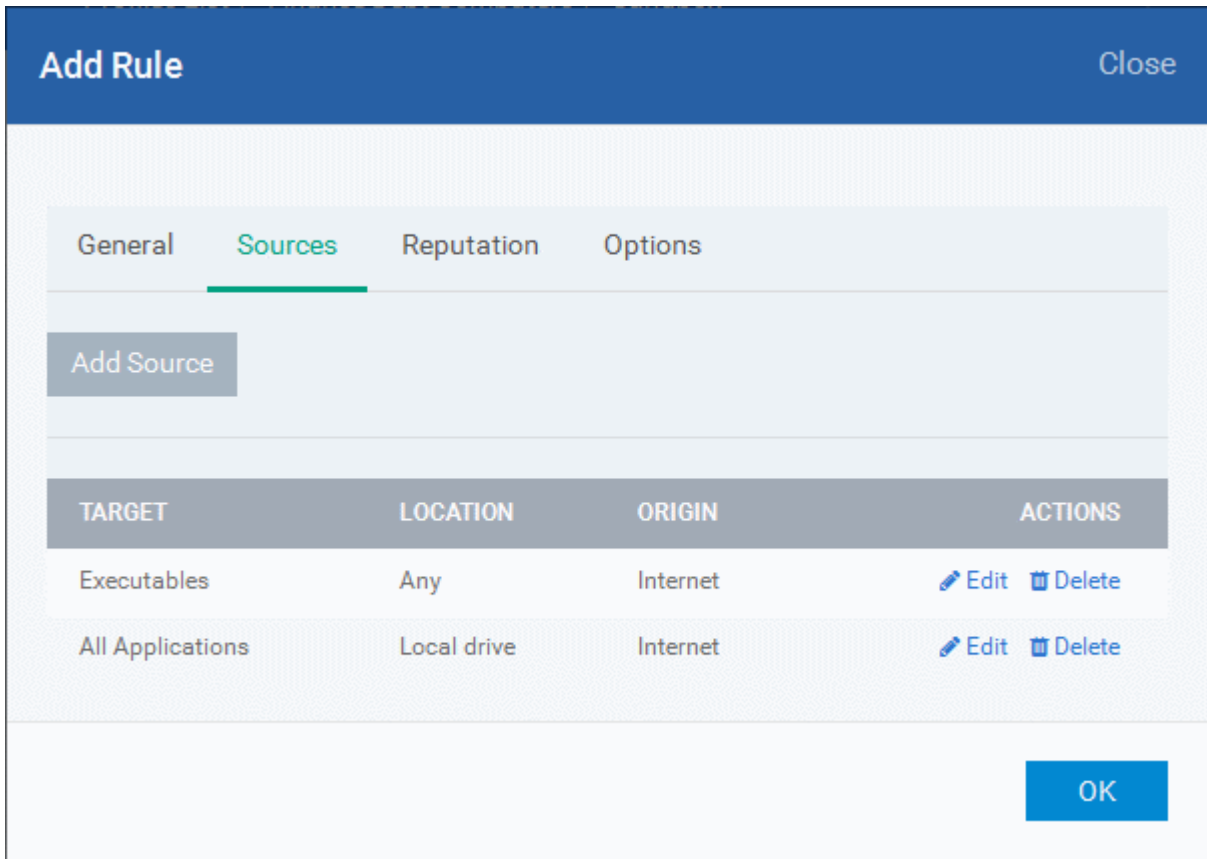 Add Rule Close
General Sources Reputation Options
Add Source
TARGET LOCATION ORIGIN ACTIONS
Executables Any Internet Edit Delete
All Applications Local drive Internet Edit Delete
OK